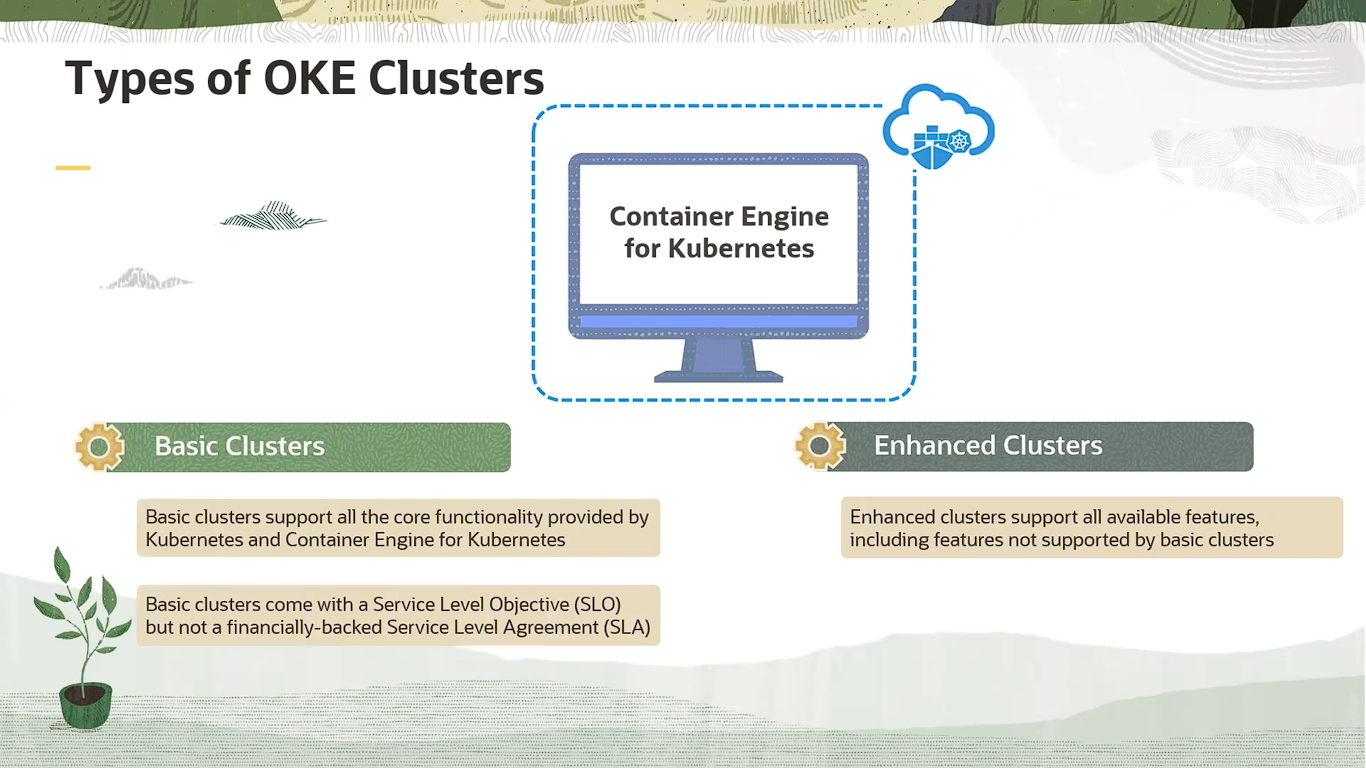 Types of OKE Clusters
Container Engine
for Kubernetes
Basic Clusters
Basic clusters support all the core functionality provided by
Kubernetes and Container Engine for Kubernetes
Basic clusters come with a Service Level Objective (SLO)
but not a financially-backed Service Level Agreement (SLA)
Enhanced Clusters
Enhanced clusters support all available features,
including features not supported by basic clusters